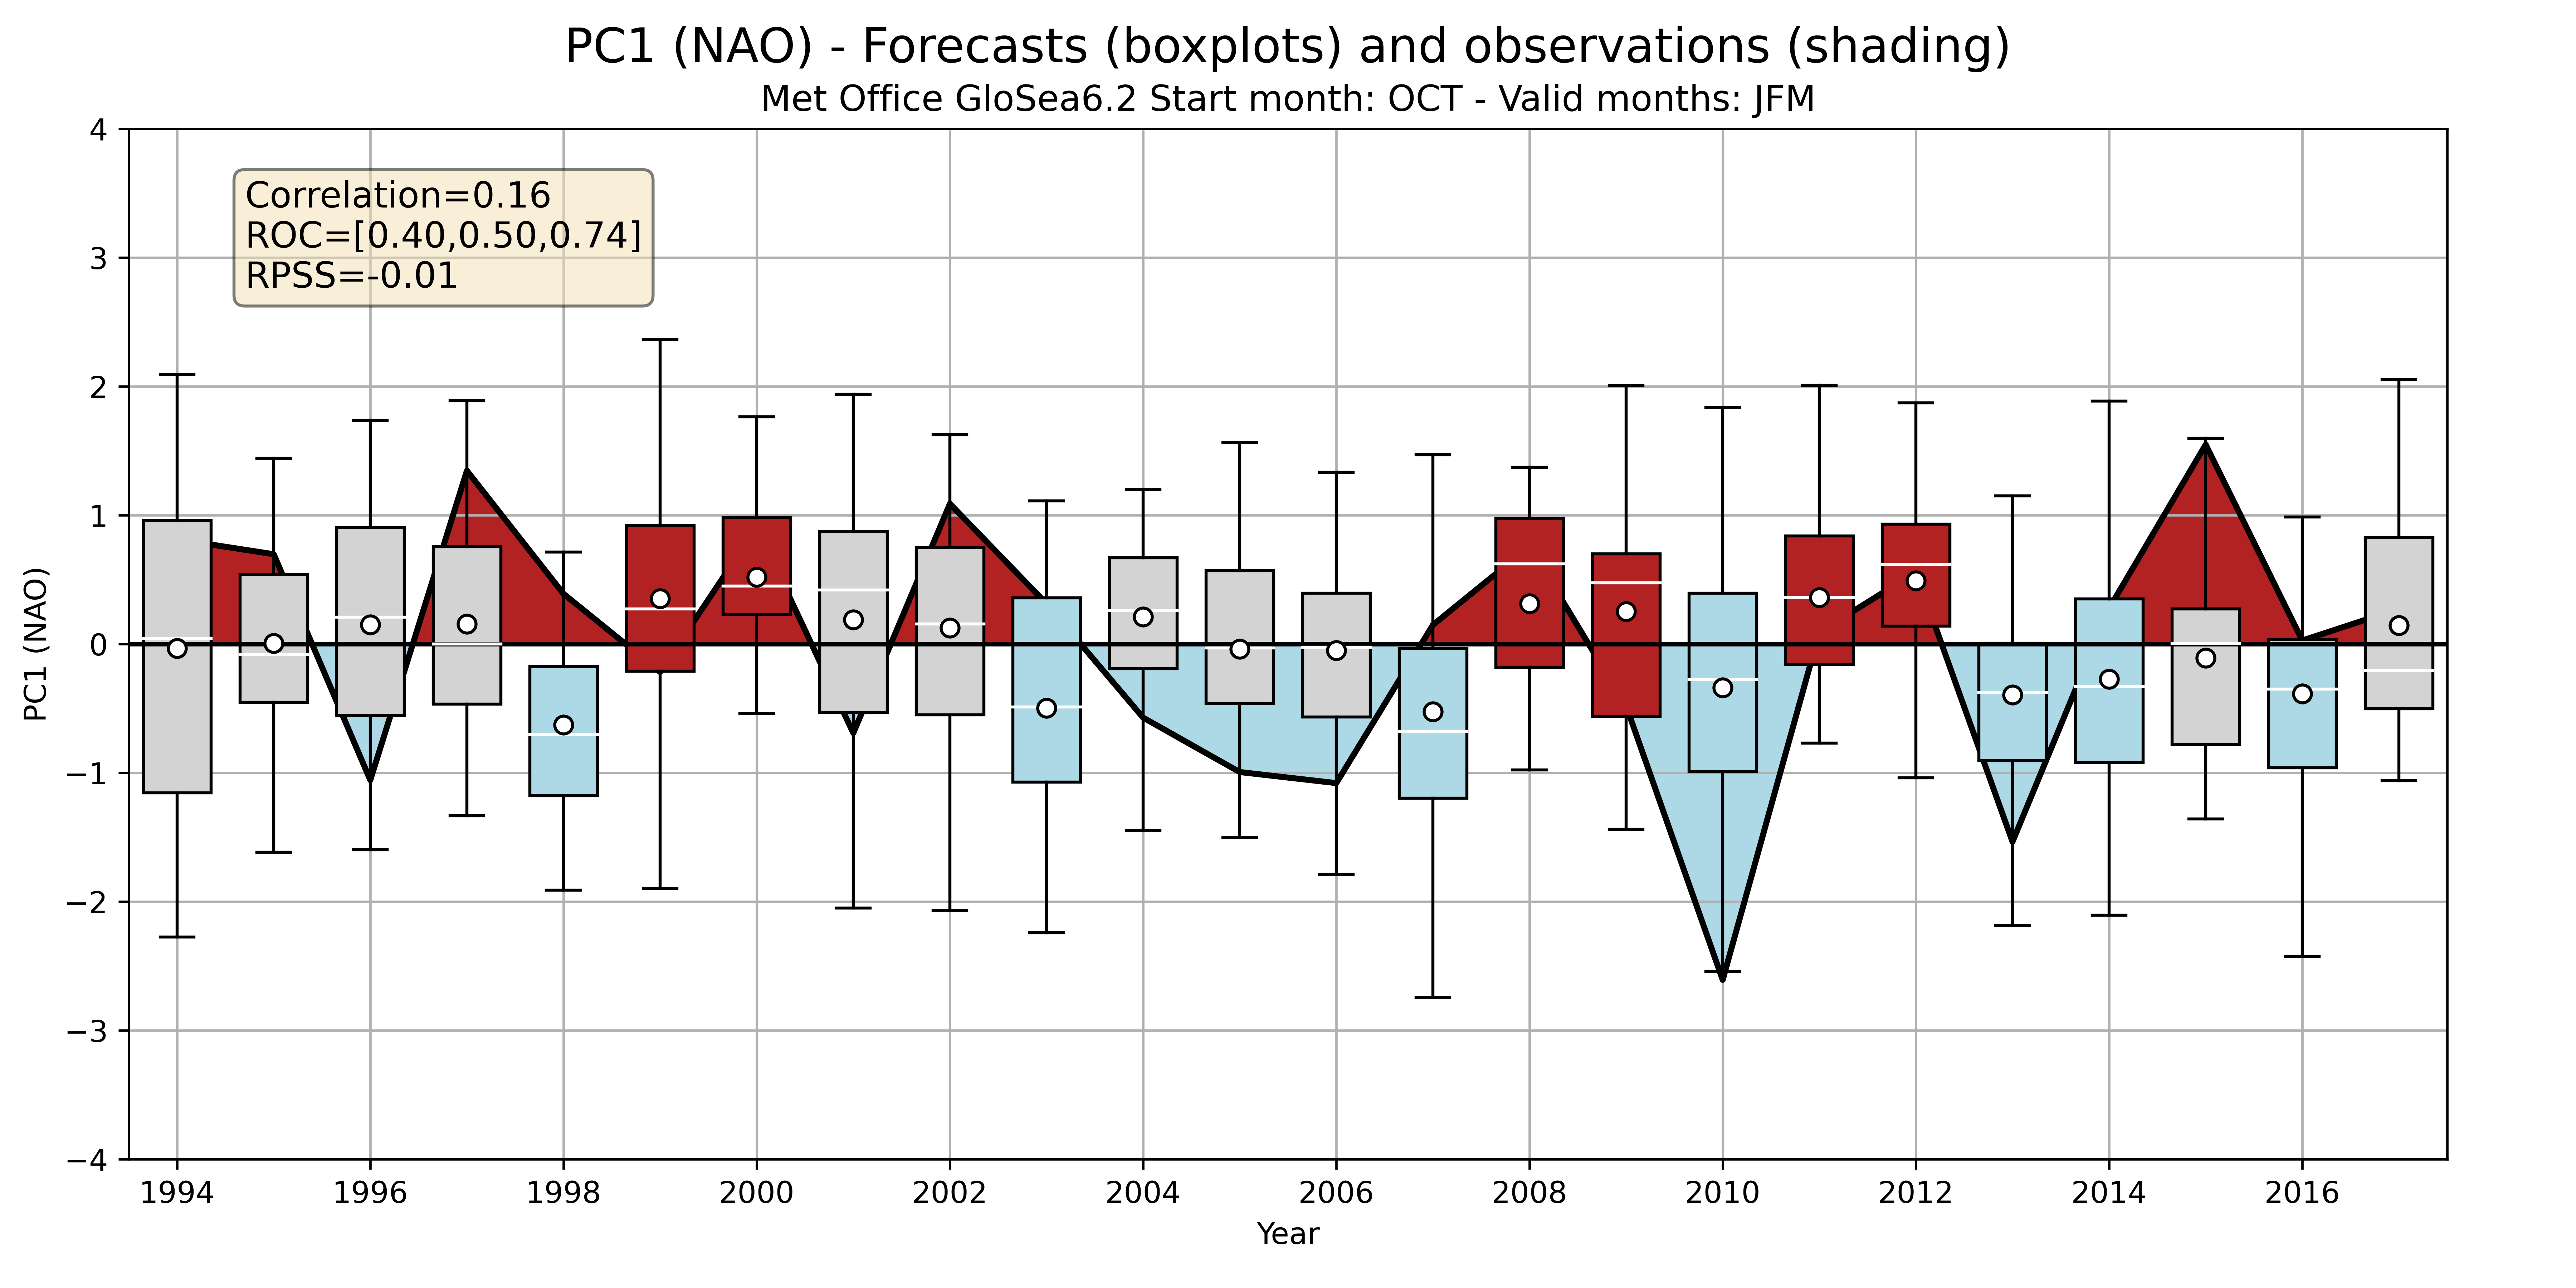 PC1 (NAO) - Forecasts (boxplots) and observations (shading)
Met Office GloSea6.2 Start month: OCT - Valid months: JFM
Correlation=0.16
ROC=[0.40,0.50,0.74]
RPSS=-0.01
PC1 (NAO)
4
3
2
1
0
−1
−2
−3
−4
1994 1996 1998 2000 2002 2004 2006 2008 2010 2012 2014 2016
Year